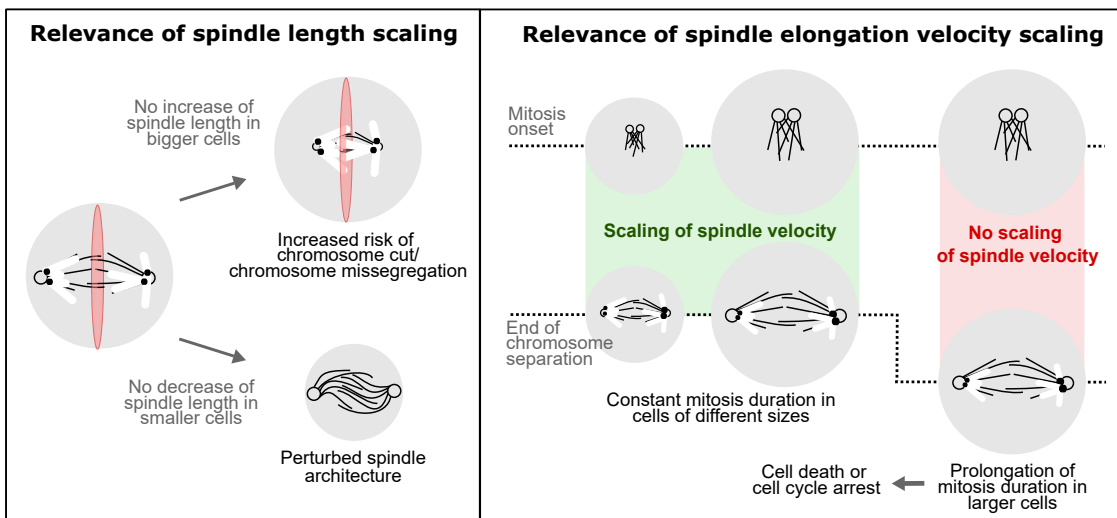 Relevance of spindle length scaling
No increase of
spindle length in
bigger cells
Increased risk of
chromosome cut/
chromosome missegregation
No decrease of
spindle length in
smaller cells
Perturbed spindle
architecture
Relevance of spindle elongation velocity scaling
Mitosis
onset
Scaling of spindle velocity
No scaling
of spindle velocity
End of
chromosome
separation
Constant mitosis duration in
cells of different sizes
Cell death or
cell cycle arrest
Prolongation of
mitosis duration in
larger cells